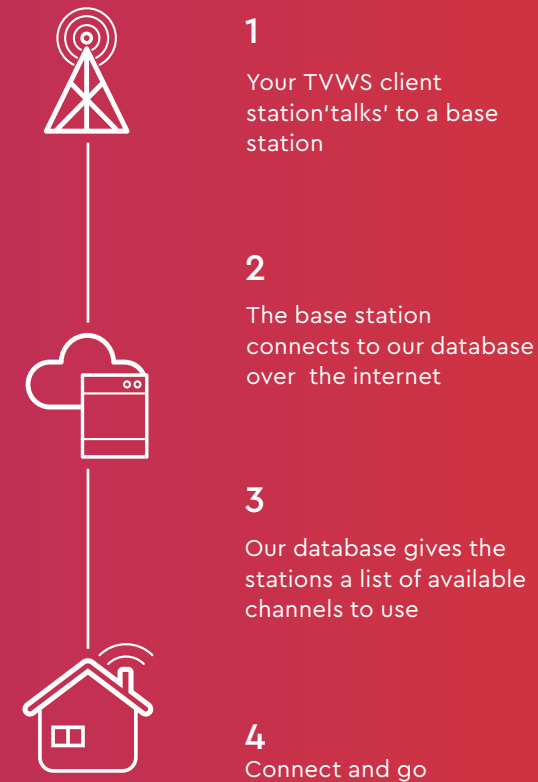 1
Your TVWS client
station‘talks’ to a base
station
2
The base station
connects to our database
over  the internet
3
Our database gives the
stations a list of available
channels to use
4
Connect and go